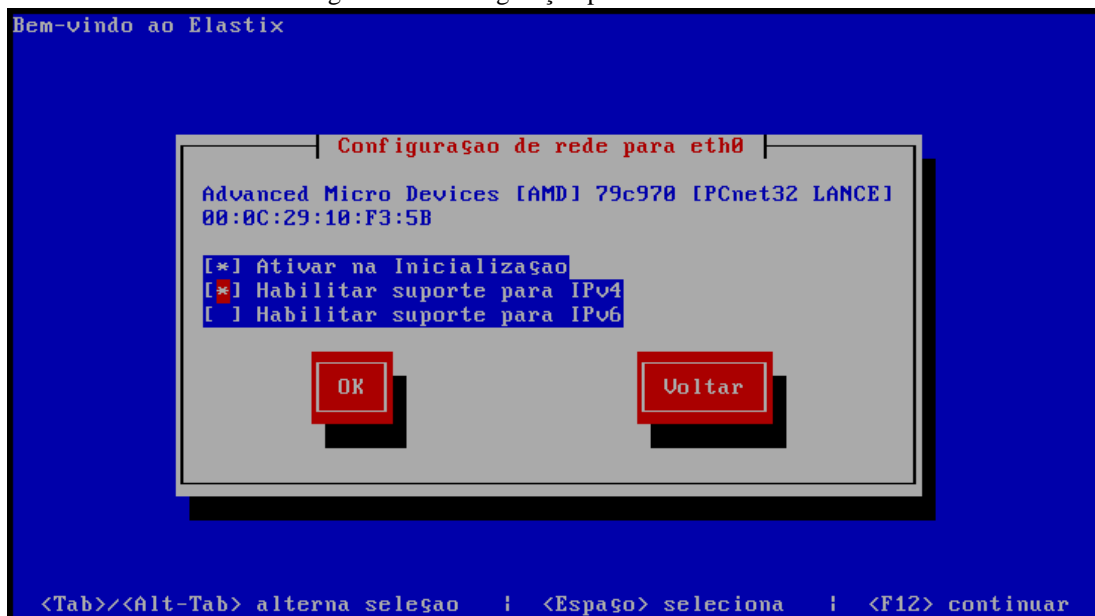 Bem-vindo ao Elastix
Configuraçao de rede para eth0
Advanced Micro Devices [AMD] 79c970 [PCnet32 LANCE]
00:0C:29:10:F3:5B
[*] Ativar na Inicializaçao
[*] Habilitar suporte para IPv4
[ ] Habilitar suporte para IPv6
OK
Voltar
<Tab>/<Alt-Tab> alterna seleçao | <Espaço> seleciona | <F12> continuar